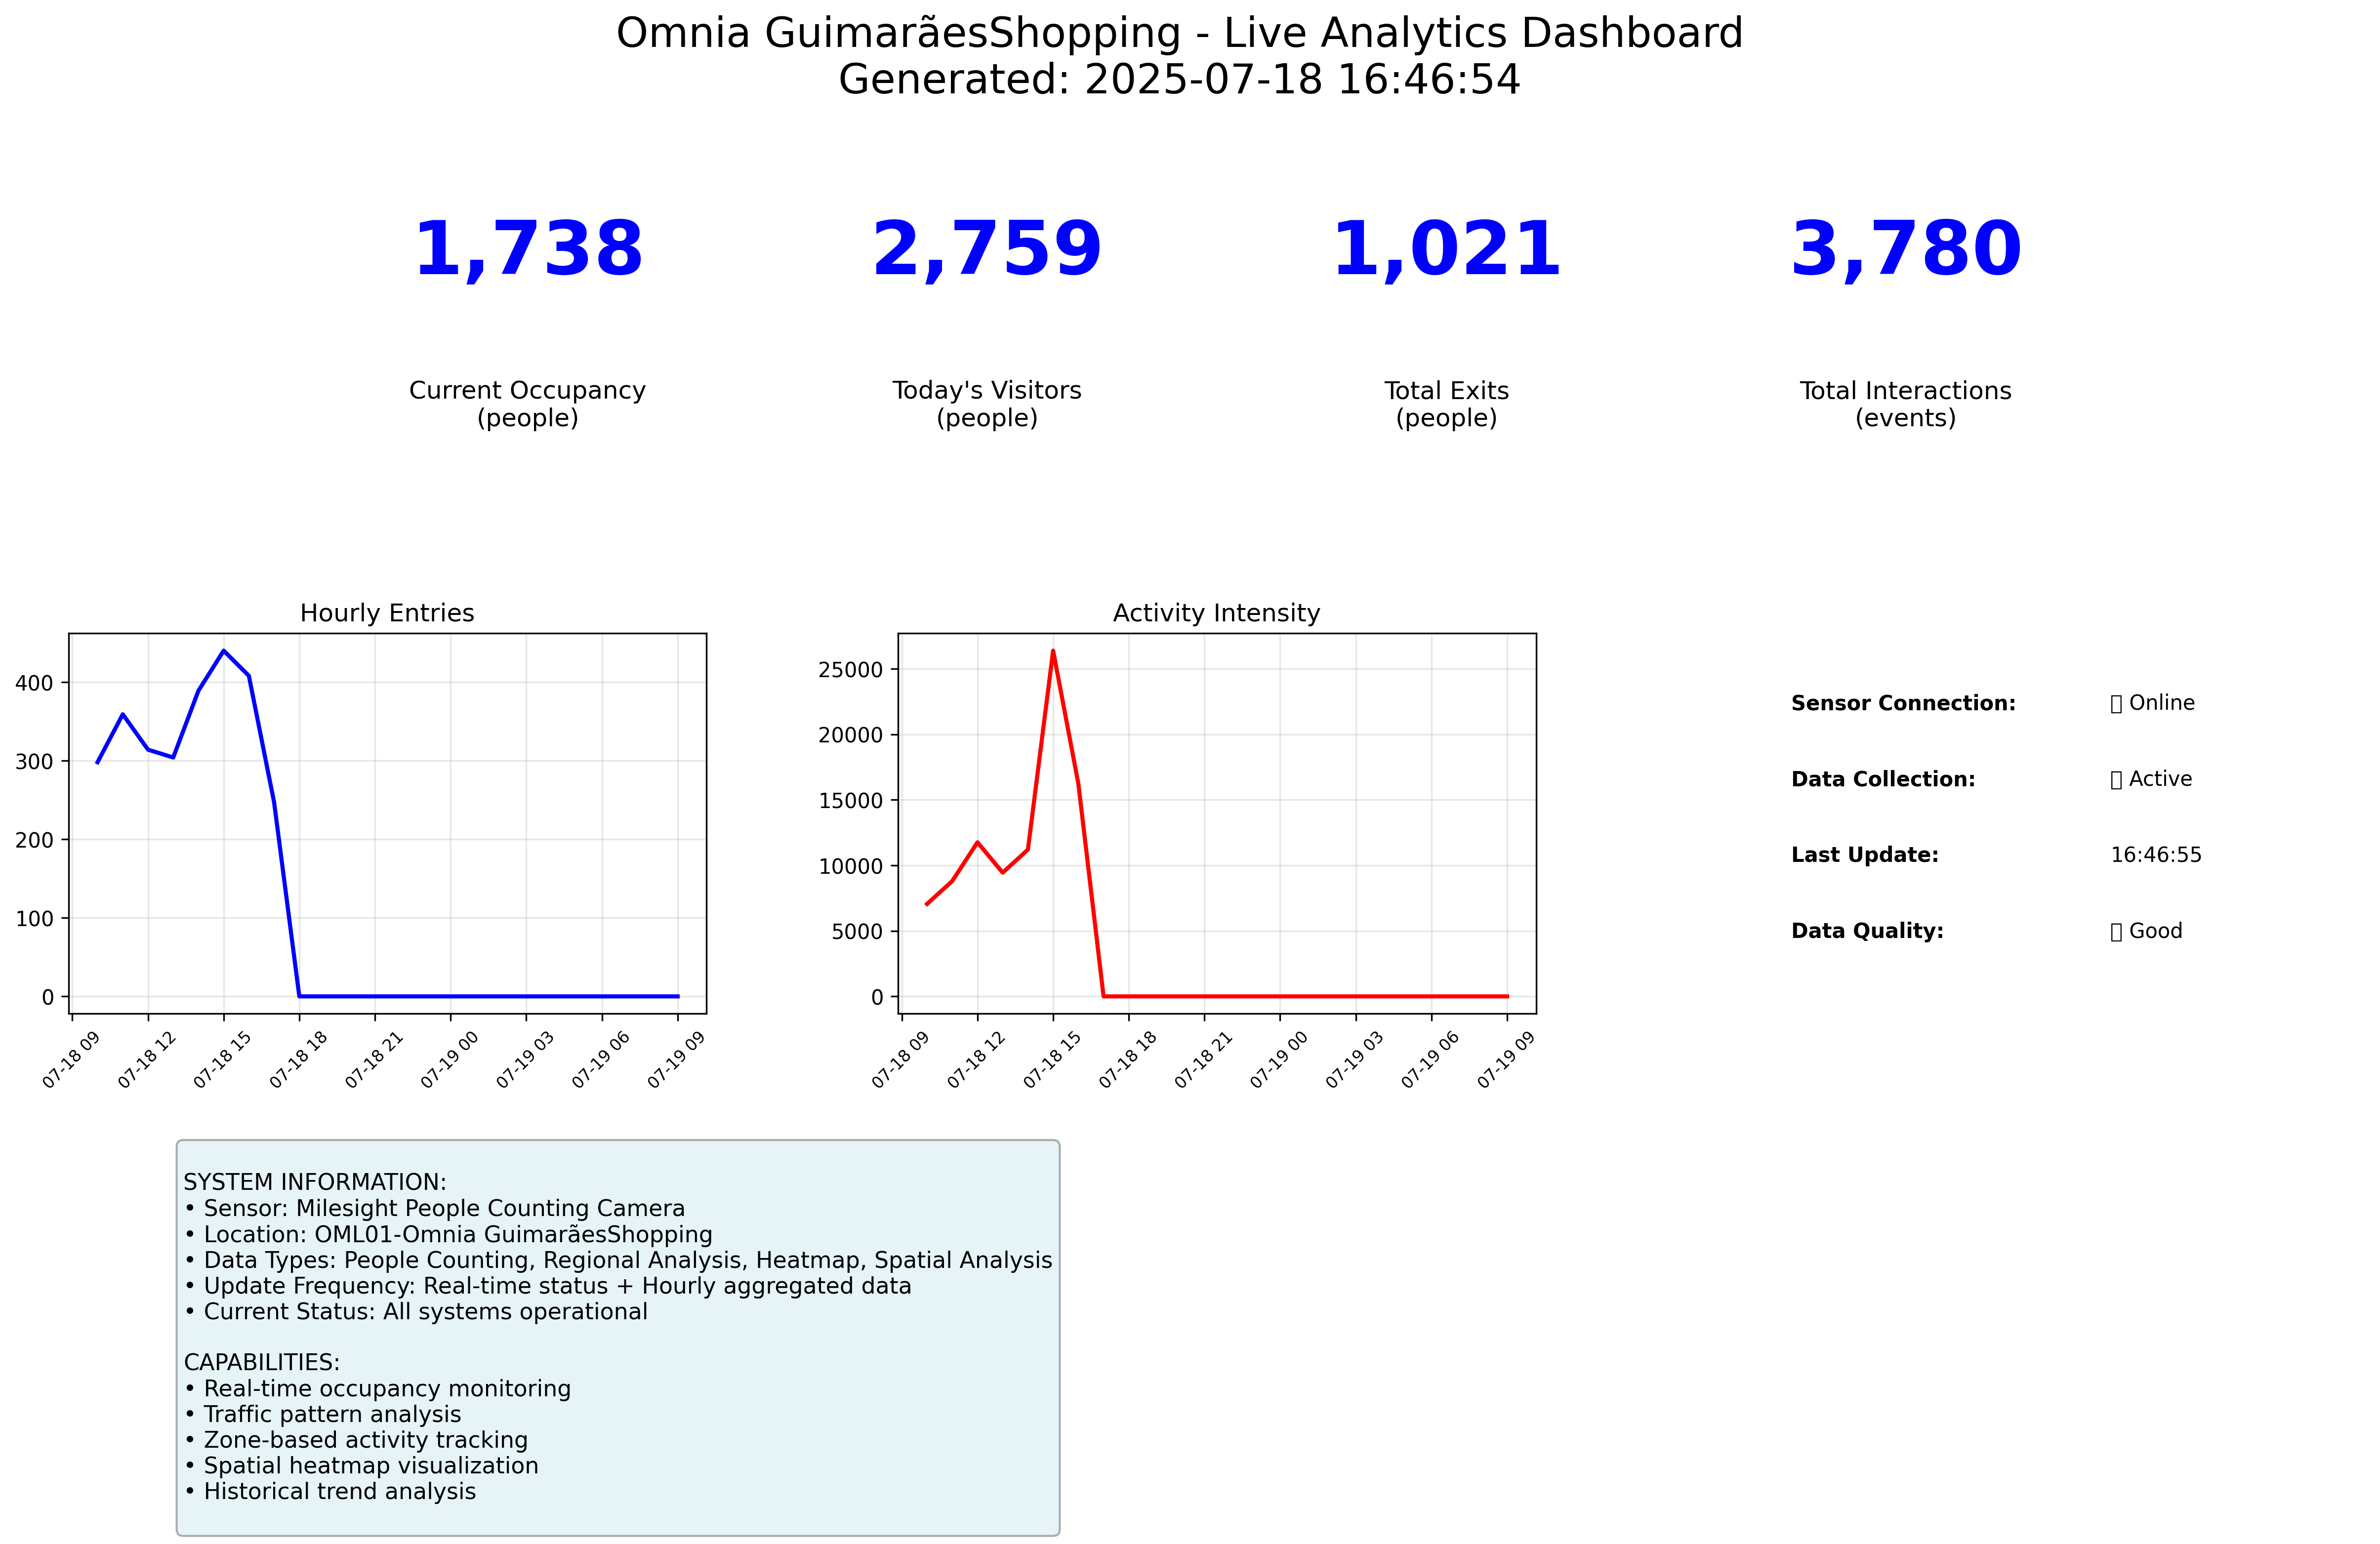 Omnia GuimarãesShopping - Live Analytics Dashboard
Generated: 2025-07-18 16:46:54
1,738
2,759
1,021
3,780
Current Occupancy
(people)
Today's Visitors
(people)
Total Exits
(people)
Total Interactions
(events)
Hourly Entries
400
300
200
100
0
07-18 09
07-18 12
07-18 15
07-18 18
07-18 21
07-19 00
07-19 03
07-19 06
07-19 09
Activity Intensity
25000
20000
15000
10000
5000
0
07-18 09
07-18 12
07-18 15
07-18 18
07-18 21
07-19 00
07-19 03
07-19 06
07-19 09
Sensor Connection: Online
Data Collection: Active
Last Update: 16:46:55
Data Quality: Good
SYSTEM INFORMATION:
• Sensor: Milesight People Counting Camera
• Location: OML01-Omnia GuimarãesShopping
• Data Types: People Counting, Regional Analysis, Heatmap, Spatial Analysis
• Update Frequency: Real-time status + Hourly aggregated data
• Current Status: All systems operational
CAPABILITIES:
• Real-time occupancy monitoring
• Traffic pattern analysis
• Zone-based activity tracking
• Spatial heatmap visualization
• Historical trend analysis